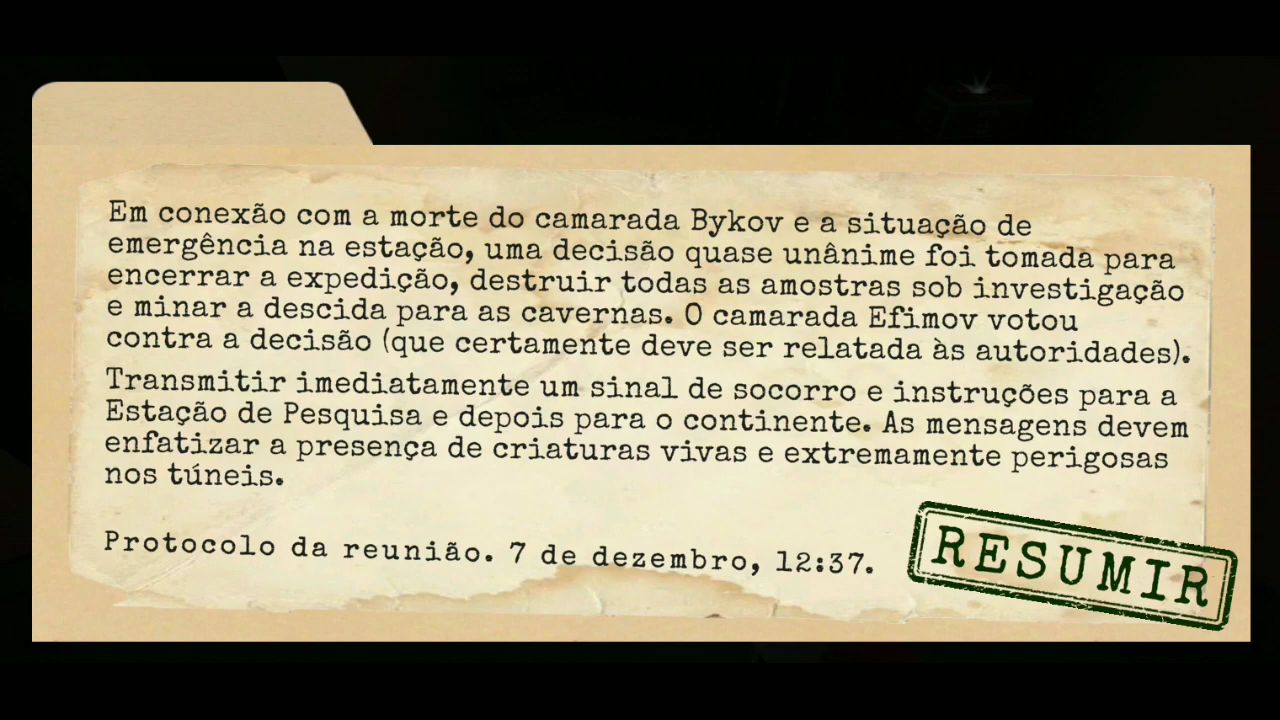 Em conexão com a morte do camarada Bykov e a situação de
emergência na estação, uma decisão quase unânime foi tomada para
encerrar a expedição, destruir todas as amostras sob investigação
e minar a descida para as cavernas. O camarada Efimov votou
contra a decisão (que certamente deve ser relatada às autoridades).
Transmitir imediatamente um sinal de socorro e instruções para a
Estação de Pesquisa e depois para o continente. As mensagens devem
enfatizar a presença de criaturas vivas e extremamente perigosas
nos túneis.
Protocolo da reunião. 7 de dezembro, 12:37.
RESUMIR